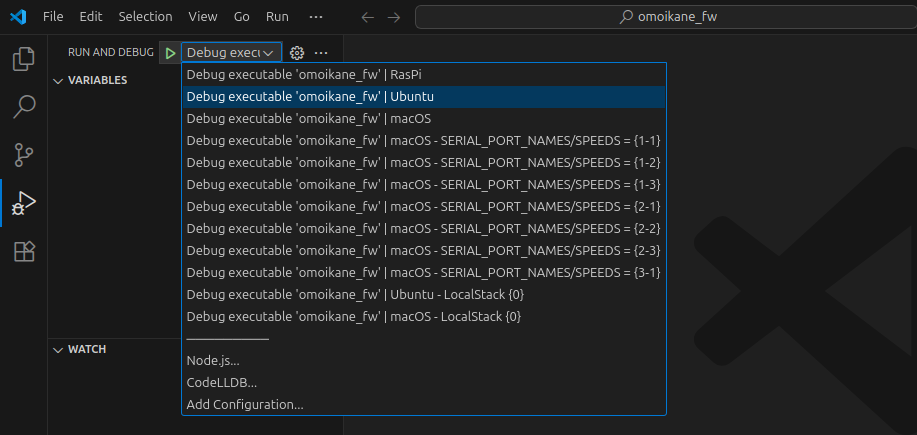 File Edit Selection View Go Run ··· omoikane_fw
RUN AND DEBUG Debug execu
VARIABLES
Debug executable 'omoikane_fw' | RasPi
Debug executable 'omoikane_fw' | Ubuntu
Debug executable 'omoikane_fw' | macOS
Debug executable 'omoikane_fw' | macOS - SERIAL_PORT_NAMES/SPEEDS = {1-1}
Debug executable 'omoikane_fw' | macOS - SERIAL_PORT_NAMES/SPEEDS = {1-2}
Debug executable 'omoikane_fw' | macOS - SERIAL_PORT_NAMES/SPEEDS = {1-3}
Debug executable 'omoikane_fw' | macOS - SERIAL_PORT_NAMES/SPEEDS = {2-1}
Debug executable 'omoikane_fw' | macOS - SERIAL_PORT_NAMES/SPEEDS = {2-2}
Debug executable 'omoikane_fw' | macOS - SERIAL_PORT_NAMES/SPEEDS = {2-3}
Debug executable 'omoikane_fw' | macOS - SERIAL_PORT_NAMES/SPEEDS = {3-1}
Debug executable 'omoikane_fw' | Ubuntu - LocalStack {0}
Debug executable 'omoikane_fw' | macOS - LocalStack {0}
WATCH
Node.js...
CodeLLDB...
Add Configuration...